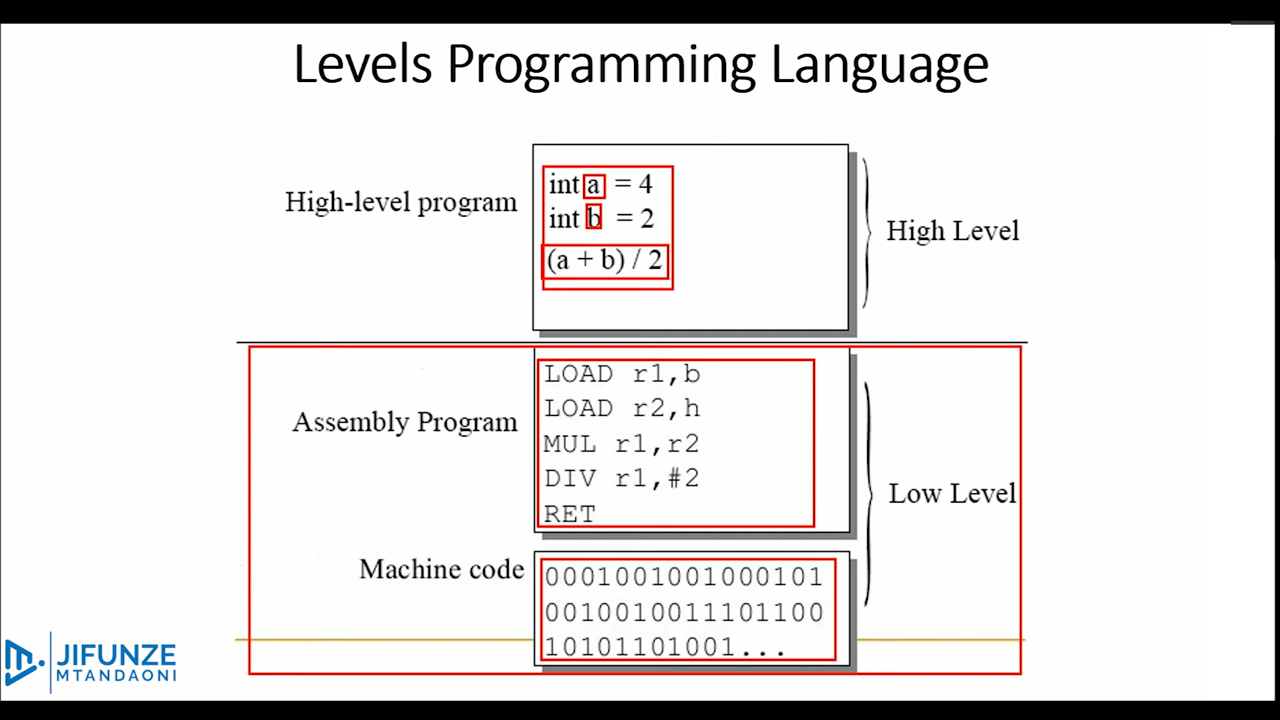 Levels Programming Language
High-level program
int a = 4
int b = 2
(a + b) / 2
High Level
Assembly Program
LOAD r1,b
LOAD r2,h
MUL r1,r2
DIV r1,#2
RET
Low Level
Machine code
0001001001000101
0010010011101100
10101101001...
JIFUNZE
MTANDAONI